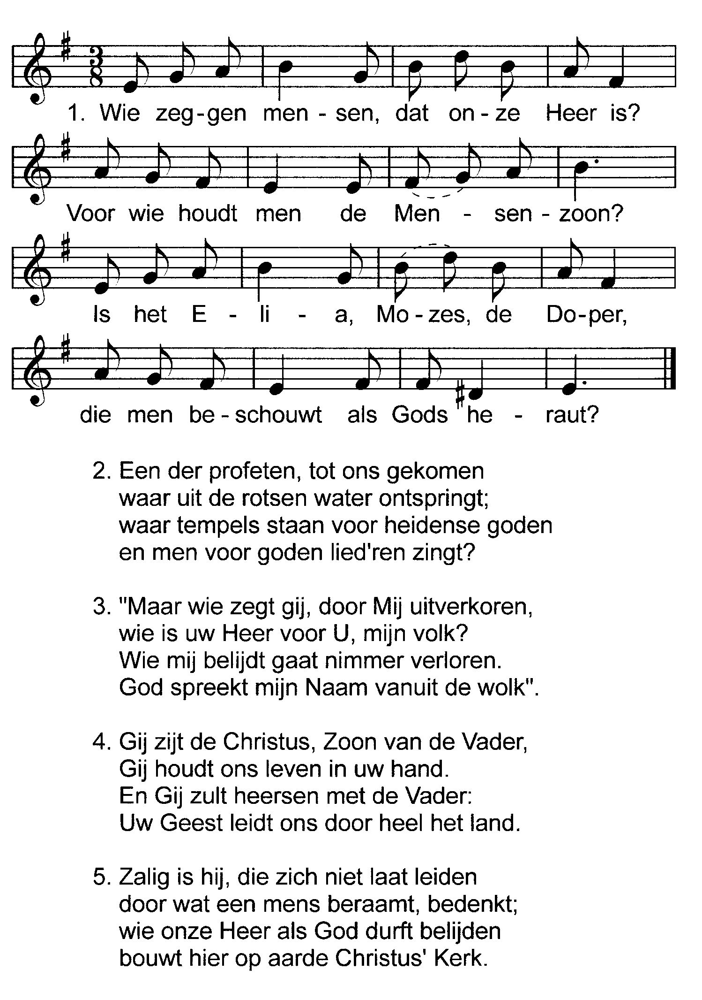 3
8
1. Wie zeg-gen men - sen, dat on - ze Heer is?
Voor wie houdt men de Men - sen - zoon?
Is het E - li - a, Mo - zes, de Do-per,
die men be - schouwt als Gods he - raut?
2. Een der profeten, tot ons gekomen
waar uit de rotsen water ontspringt;
waar tempels staan voor heidense goden
en men voor goden lied'ren zingt?
3. "Maar wie zegt gij, door Mij uitverkoren,
wie is uw Heer voor U, mijn volk?
Wie mij belijdt gaat nimmer verloren.
God spreekt mijn Naam vanuit de wolk".
4. Gij zijt de Christus, Zoon van de Vader,
Gij houdt ons leven in uw hand.
En Gij zult heersen met de Vader:
Uw Geest leidt ons door heel het land.
5. Zalig is hij, die zich niet laat leiden
door wat een mens beraamt, bedenkt;
wie onze Heer als God durft belijden
bouwt hier op aarde Christus' Kerk.